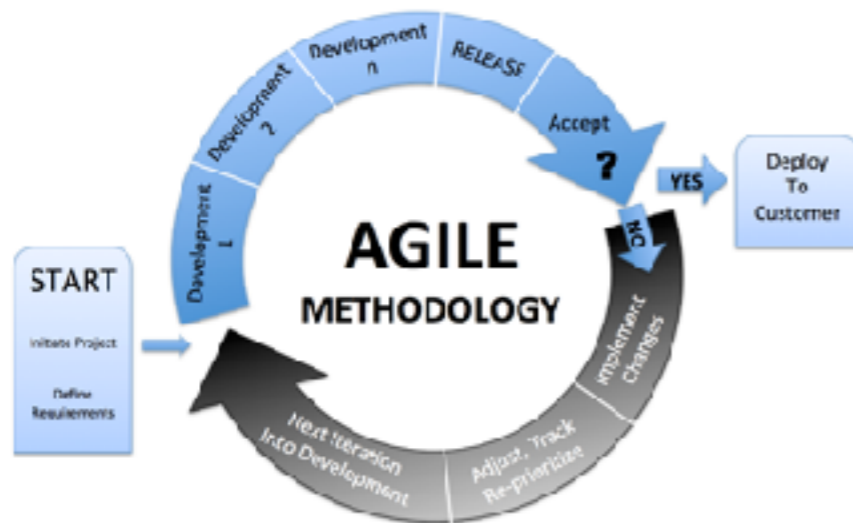 START
Initiate Project
Define
Requirements
Development
1
Development
2
Development
n
RELEASE
Accept
?
YES
Deploy
To
Customer
NO
Implement
Changes
Adjust, Track
Re-prioritize
Next Iteration
Into Development
AGILE
METHODOLOGY